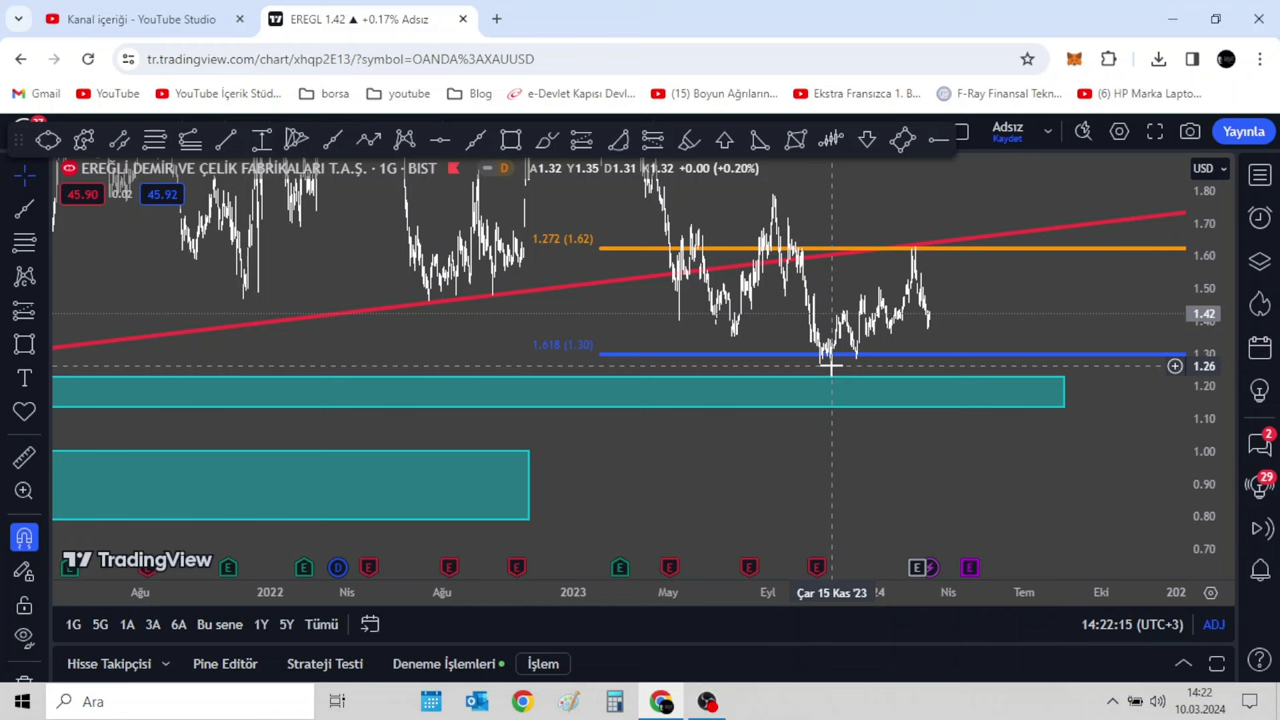 Kanal içeriği - YouTube Studio
EREGL 1.42 ▲ +0.17% Adsız
tr.tradingview.com/chart/xhqp2E13/?symbol=OANDA%3AXAUUSD
Gmail
YouTube
YouTube İçerik Stüd...
borsa
youtube
Blog
e-Devlet Kapısı Devl...
(15) Boyun Ağrıların...
Ekstra Fransızca 1. B...
F-Ray Finansal Tekn...
(6) HP Marka Lapto...
Adsız
Kaydet
Yayınla
EREĞLİ DEMİR VE ÇELİK FABRİKALARI T.A.Ş. · 1G · BIST
D
A1.32 Y1.35 D1.31 K1.32 +0.00 (+0.20%)
USD
45.90
0.02
45.92
1.80
1.70
1.272 (1.62)
1.60
1.50
1.42
1.40
1.618 (1.30)
1.30
1.26
1.20
1.10
1.00
0.90
0.80
0.70
2
29
TradingView
E E D E E E E E E E E E
Ağu 2022 Nis Ağu 2023 May Eyl Çar 15 Kas '23 24 Nis Tem Eki 202
1G 5G 1A 3A 6A Bu sene 1Y 5Y Tümü
14:22:15 (UTC+3) ADJ
Hisse Takipçisi Pine Editör Strateji Testi Deneme İşlemleri İşlem
Ara
14:22
10.03.2024